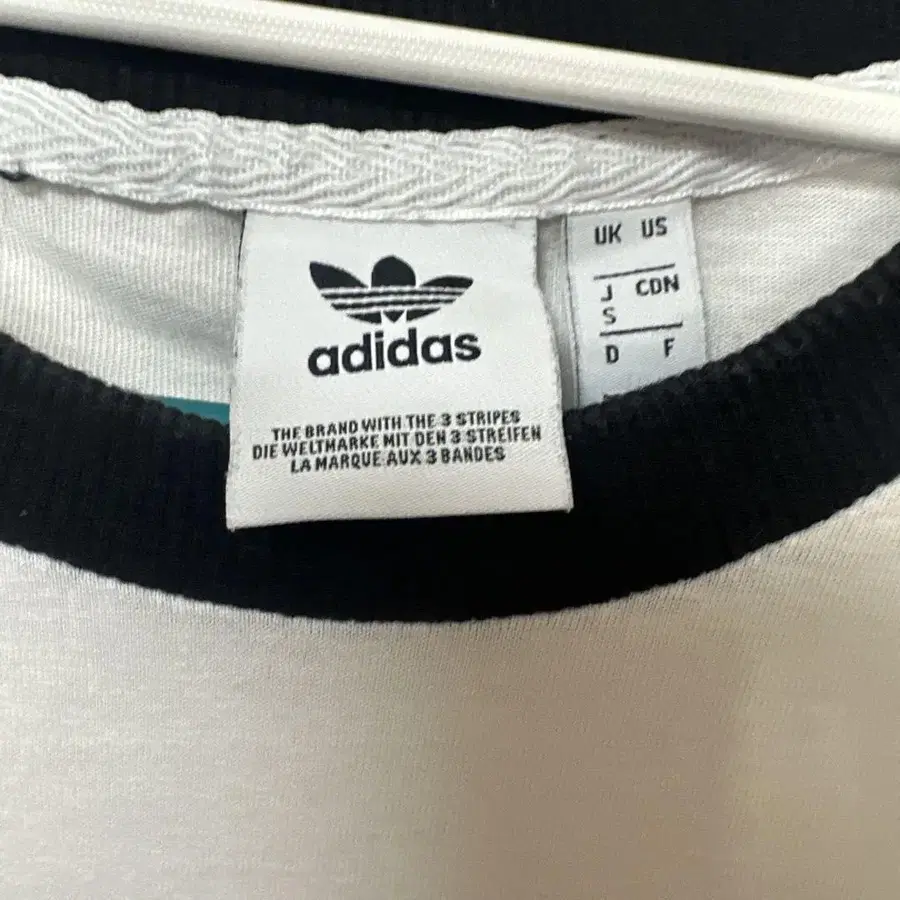 adidas
THE BRAND WITH THE 3 STRIPES
DIE WELTMARKE MIT DEN 3 STREIFEN
LA MARQUE AUX 3 BANDES
UK US
J CDN
S
D F